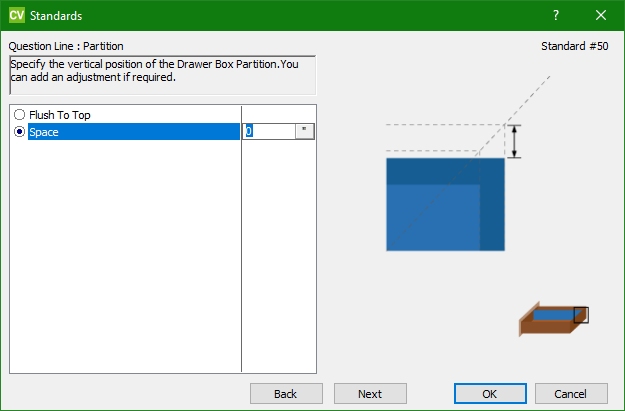 CV Standards
Question Line : Partition
Standard #50
Specify the vertical position of the Drawer Box Partition.You
can add an adjustment if required.
Flush To Top
Space 0 "
Back Next OK Cancel